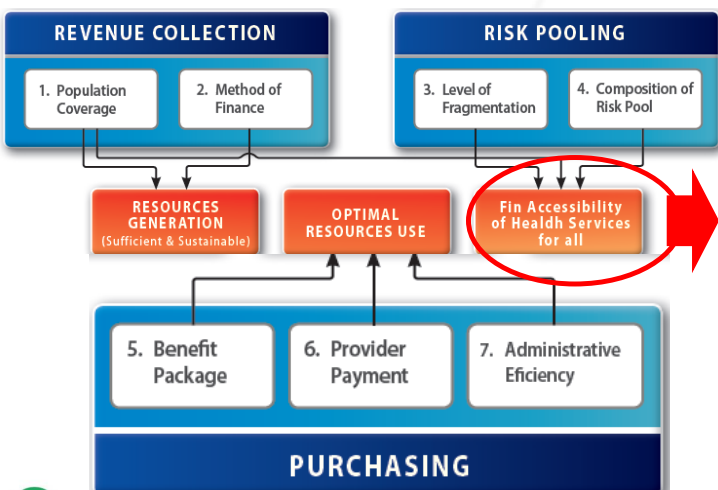 REVENUE COLLECTION
1. Population
Coverage
2. Method of
Finance
RISK POOLING
3. Level of
Fragmentation
4. Composition of
Risk Pool
RESOURCES
GENERATION
(Sufficient & Sustainable)
OPTIMAL
RESOURCES USE
Fin Accessibility
of Healdh Services
for all
5. Benefit
Package
6. Provider
Payment
7. Administrative
Eficiency
PURCHASING